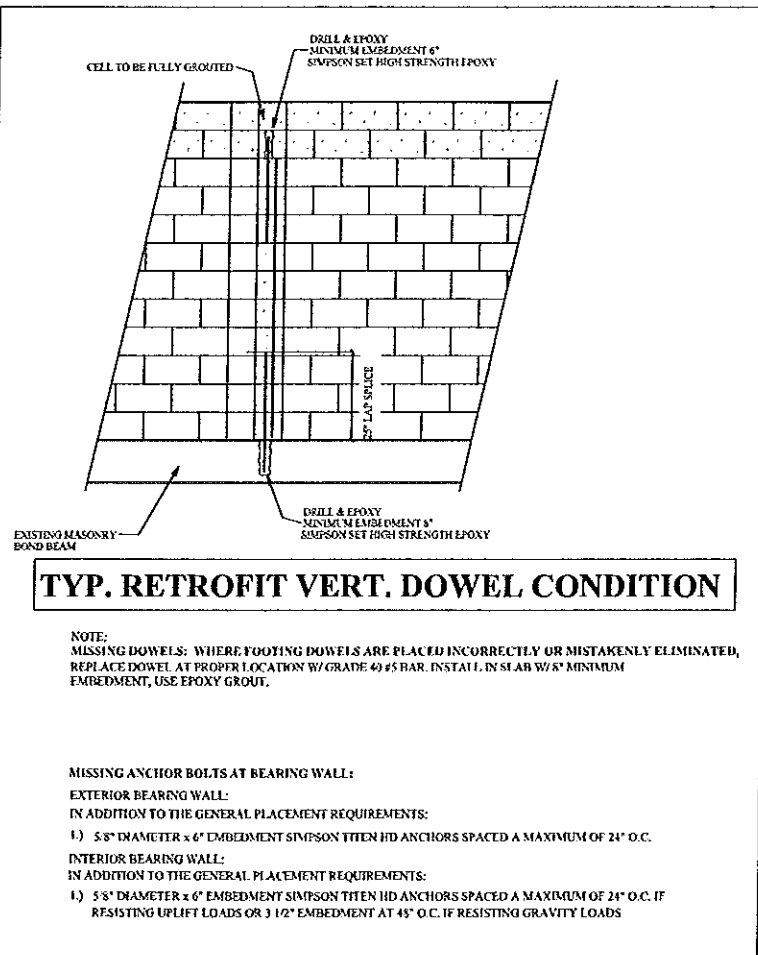 DRILL & EPOXY
MINIMUM EMBEDMENT 6"
SIMPSON SET HIGH STRENGTH EPOXY
CELL TO BE FULLY GROUTED
25" LAP SPLICE
DRILL & EPOXY
MINIMUM EMBEDMENT 8"
SIMPSON SET HIGH STRENGTH EPOXY
EXISTING MASONRY
BOND BEAM
TYP. RETROFIT VERT. DOWEL CONDITION
NOTE:
MISSING DOWELS: WHERE FOOTING DOWELS ARE PLACED INCORRECTLY OR MISTAKENLY ELIMINATED,
REPLACE DOWEL AT PROPER LOCATION W/ GRADE 40 #5 BAR. INSTALL IN SLAB W/ 8" MINIMUM
EMBEDMENT, USE EPOXY GROUT.
MISSING ANCHOR BOLTS AT BEARING WALL:
EXTERIOR BEARING WALL:
IN ADDITION TO THE GENERAL PLACEMENT REQUIREMENTS:
1.) 5/8" DIAMETER x 6" EMBEDMENT SIMPSON TITEN HD ANCHORS SPACED A MAXIMUM OF 24" O.C.
INTERIOR BEARING WALL:
IN ADDITION TO THE GENERAL PLACEMENT REQUIREMENTS:
1.) 5/8" DIAMETER x 6" EMBEDMENT SIMPSON TITEN HD ANCHORS SPACED A MAXIMUM OF 24" O.C. IF
RESISTING UPLIFT LOADS OR 3 1/2" EMBEDMENT AT 48" O.C. IF RESISTING GRAVITY LOADS